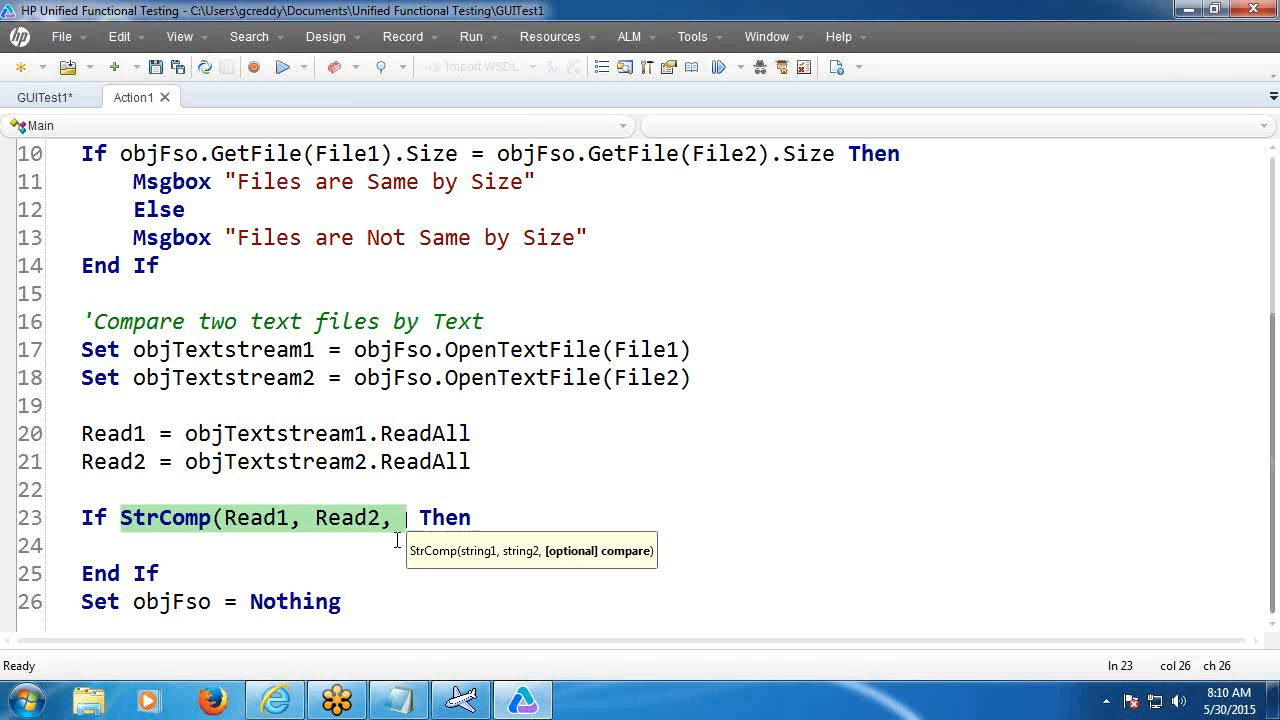 HP Unified Functional Testing - C:\Users\gcreddy\Documents\Unified Functional Testing\GUITest1
hp File Edit View Search Design Record Run Resources ALM Tools Window Help
Import WSDL
GUITest1* Action1
Main
10 If objFso.GetFile(File1).Size = objFso.GetFile(File2).Size Then
11 Msgbox "Files are Same by Size"
12 Else
13 Msgbox "Files are Not Same by Size"
14 End If
15
16 'Compare two text files by Text
17 Set objTextstream1 = objFso.OpenTextFile(File1)
18 Set objTextstream2 = objFso.OpenTextFile(File2)
19
20 Read1 = objTextstream1.ReadAll
21 Read2 = objTextstream2.ReadAll
22
23 If StrComp(Read1, Read2, Then
24
StrComp(string1, string2, [optional] compare)
25 End If
26 Set objFso = Nothing
Ready ln 23 col 26 ch 26
8:10 AM
5/30/2015